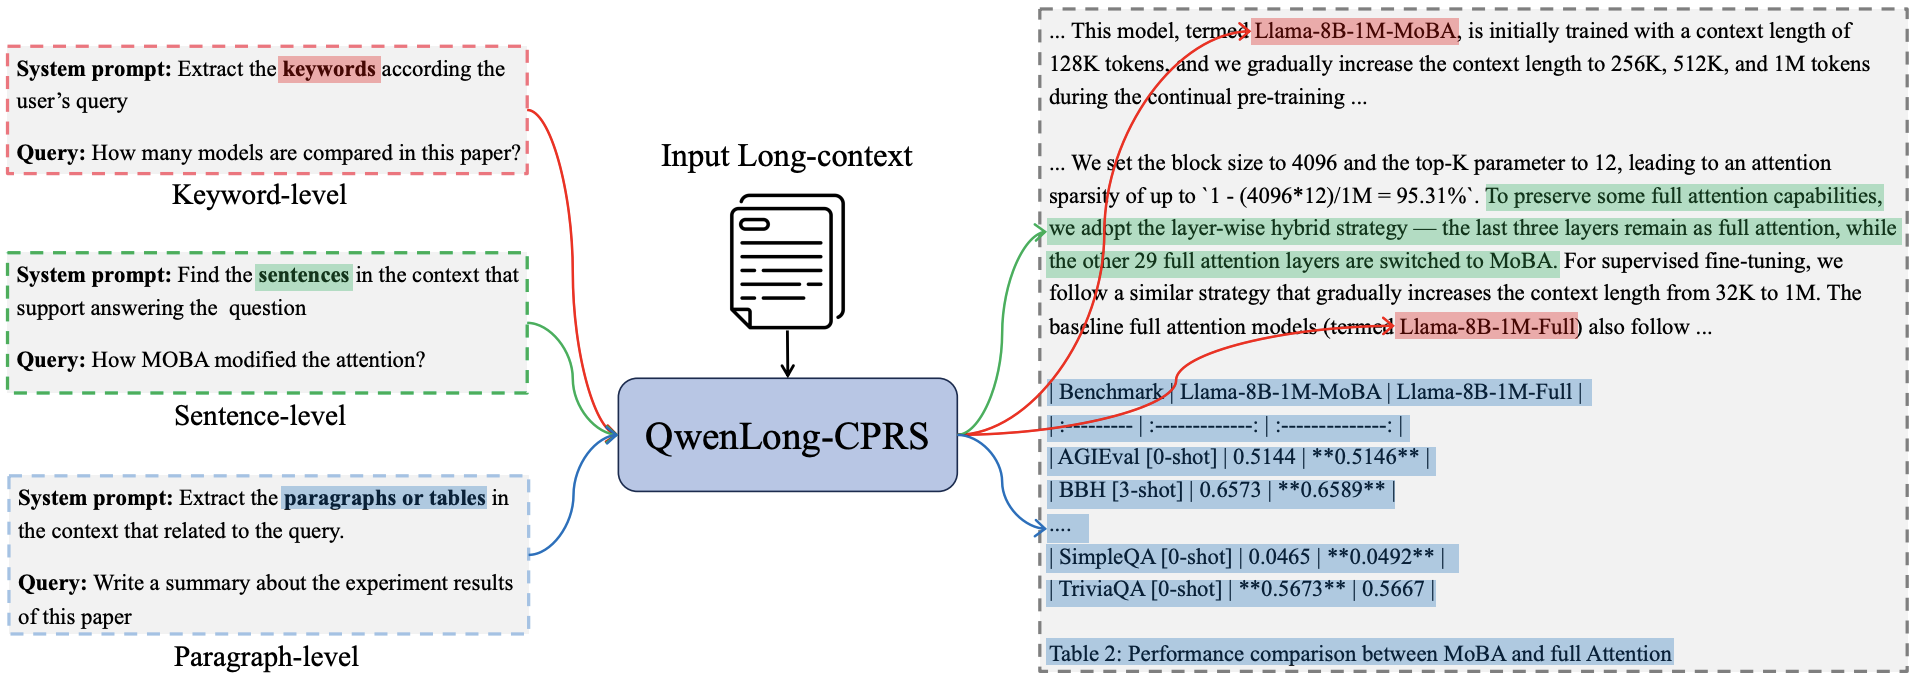 System prompt: Extract the keywords according the
user’s query
Query: How many models are compared in this paper?
Keyword-level
System prompt: Find the sentences in the context that
support answering the question
Query: How MOBA modified the attention?
Sentence-level
System prompt: Extract the paragraphs or tables in
the context that related to the query.
Query: Write a summary about the experiment results
of this paper
Paragraph-level
Input Long-context
QwenLong-CPRS
... This model, termed Llama-8B-1M-MoBA, is initially trained with a context length of
128K tokens, and we gradually increase the context length to 256K, 512K, and 1M tokens
during the continual pre-training ...
... We set the block size to 4096 and the top-K parameter to 12, leading to an attention
sparsity of up to `1 - (4096*12)/1M = 95.31%`. To preserve some full attention capabilities,
we adopt the layer-wise hybrid strategy — the last three layers remain as full attention, while
the other 29 full attention layers are switched to MoBA. For supervised fine-tuning, we
follow a similar strategy that gradually increases the context length from 32K to 1M. The
baseline full attention models (termed Llama-8B-1M-Full) also follow ...
| Benchmark | Llama-8B-1M-MoBA | Llama-8B-1M-Full |
| :--------- | :-------------: | :--------------: |
| AGIEval [0-shot] | 0.5144 | **0.5146** |
| BBH [3-shot] | 0.6573 | **0.6589** |
....
| SimpleQA [0-shot] | 0.0465 | **0.0492** |
| TriviaQA [0-shot] | **0.5673** | 0.5667 |
Table 2: Performance comparison between MoBA and full Attention